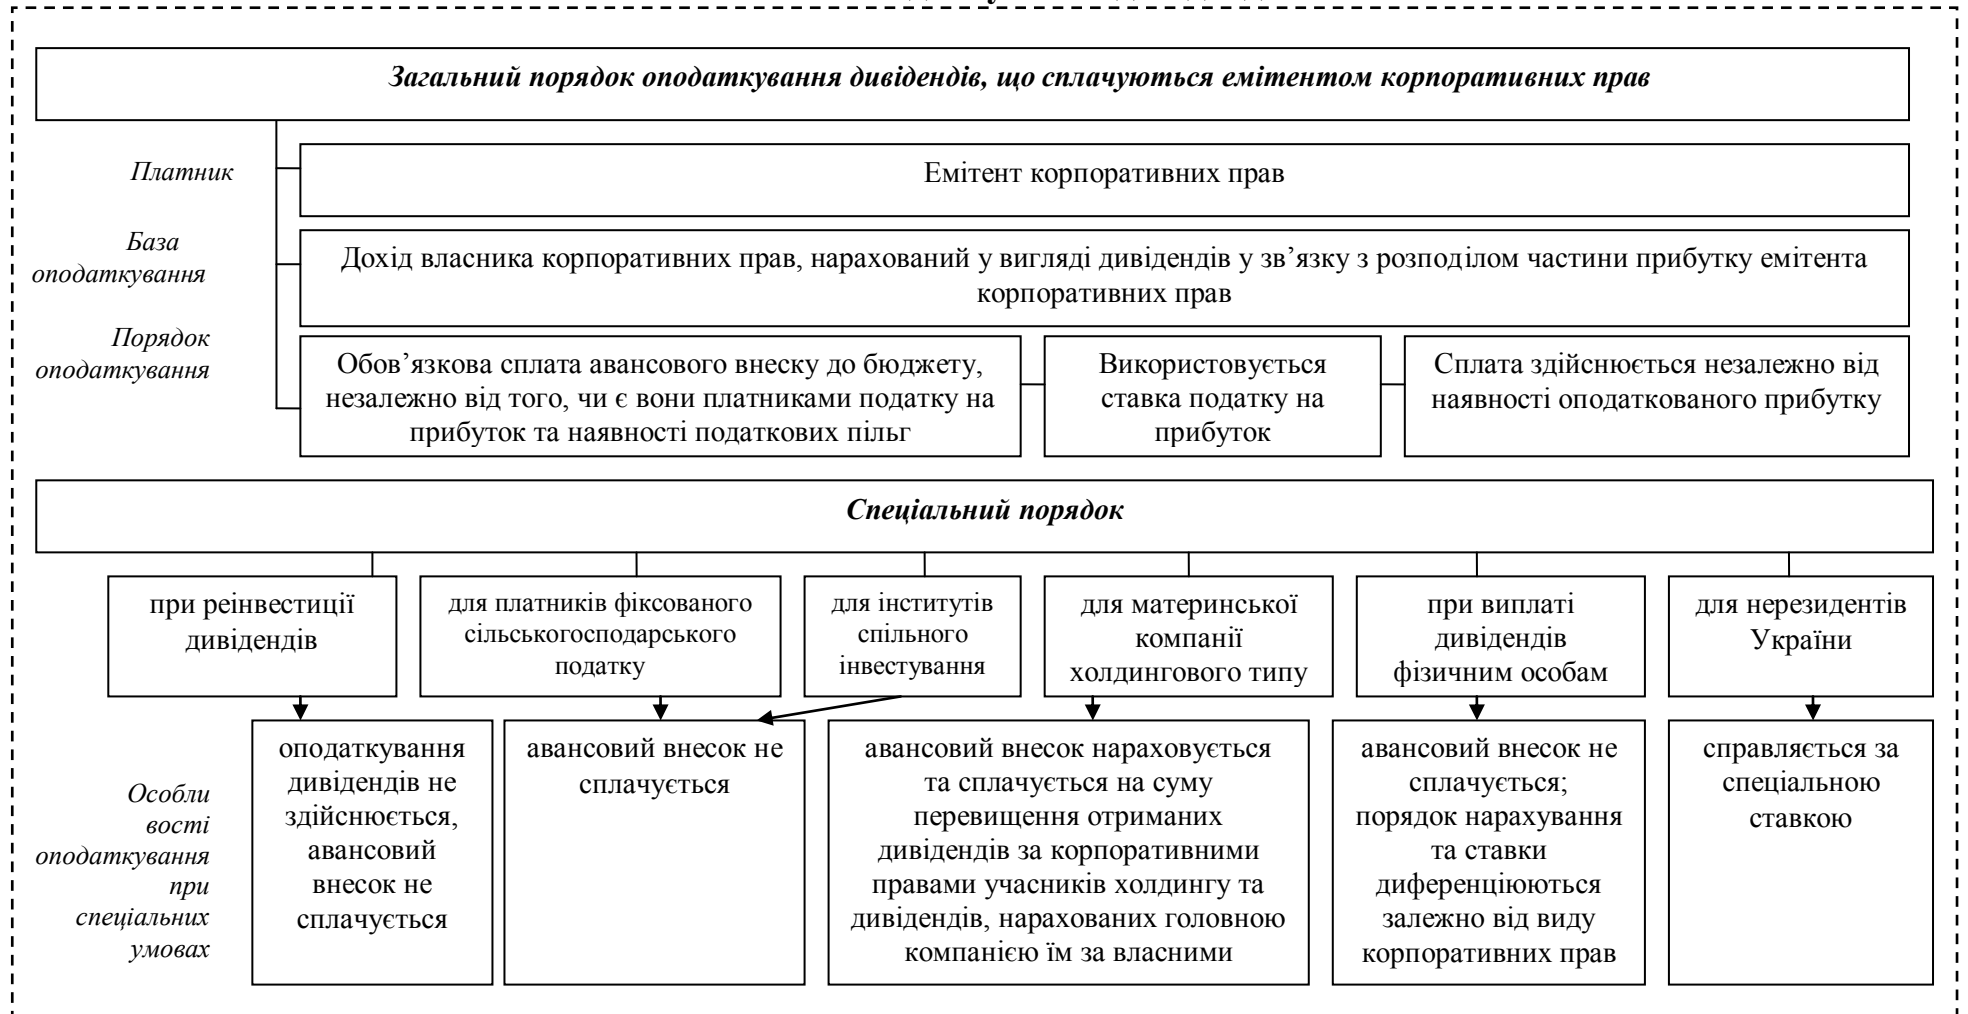 Загальний порядок оподаткування дивідендів, що сплачуються емітентом корпоративних прав
Платник
Емітент корпоративних прав
База
оподаткування
Дохід власника корпоративних прав, нарахований у вигляді дивідендів у зв’язку з розподілом частини прибутку емітента
корпоративних прав
Порядок
оподаткування
Обов’язкова сплата авансового внеску до бюджету,
незалежно від того, чи є вони платниками податку на
прибуток та наявності податкових пільг
Використовується
ставка податку на
прибуток
Сплата здійснюється незалежно від
наявності оподаткованого прибутку
Спеціальний порядок
при реінвестиції
дивідендів
для платників фіксованого
сільськогосподарського
податку
для інститутів
спільного
інвестування
для материнської
компанії
холдингового типу
при виплаті
дивідендів
фізичним особам
для нерезидентів
України
Особли
вості
оподаткування
при
спеціальних
умовах
оподаткування
дивідендів не
здійснюється,
авансовий
внесок не
сплачується
авансовий внесок не
сплачується
авансовий внесок нараховується
та сплачується на суму
перевищення отриманих
дивідендів за корпоративними
правами учасників холдингу та
дивідендів, нарахованих головною
компанією їм за власними
авансовий внесок не
сплачується;
порядок нарахування
та ставки
диференціюються
залежно від виду
корпоративних прав
справляється за
спеціальною
ставкою